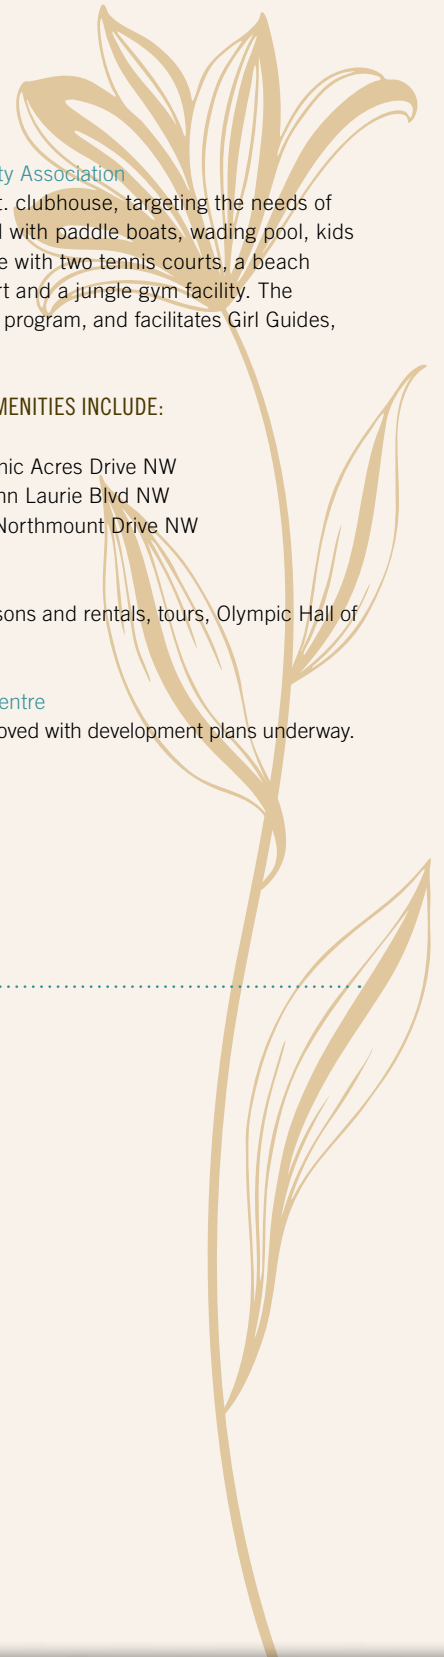 ty Association
t. clubhouse, targeting the needs of
l with paddle boats, wading pool, kids
e with two tennis courts, a beach
rt and a jungle gym facility. The
program, and facilitates Girl Guides,
MENITIES INCLUDE:
nic Acres Drive NW
hn Laurie Blvd NW
Northmount Drive NW
sons and rentals, tours, Olympic Hall of
entre
oved with development plans underway.